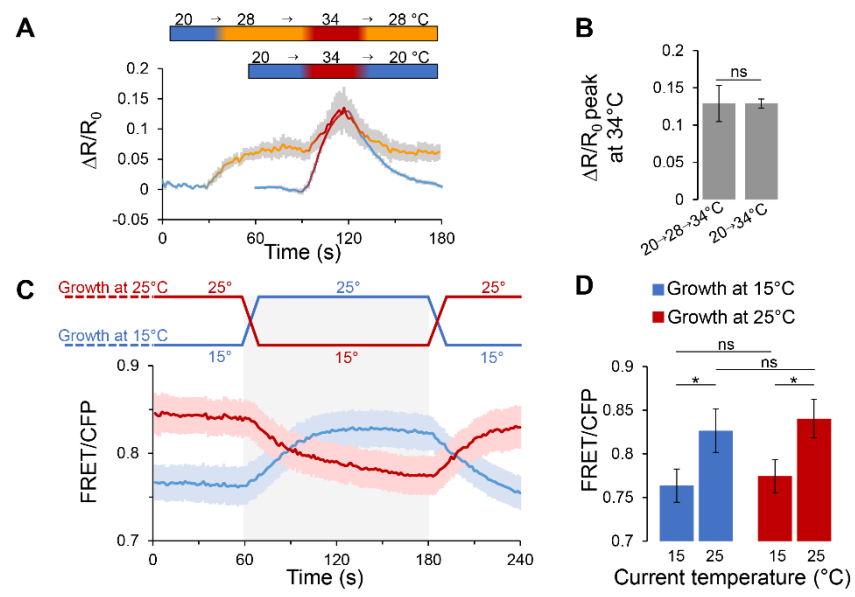 A
20 → 28 → 34 → 28 °C
20 → 34 → 20 °C
ΔR/R0
0.2
0.15
0.1
0.05
0
-0.05
0 60 120 180
Time (s)
B
ΔR/R0 peak
at 34°C
0.2
0.15
0.1
0.05
0
ns
20→28→34°C
20→34°C
C
Growth at 25°C 25° 25° 25°
Growth at 15°C 15° 15° 15°
FRET/CFP
0.9
0.8
0.7
0 60 120 180 240
Time (s)
D
Growth at 15°C
Growth at 25°C
FRET/CFP
0.9
0.85
0.8
0.75
0.7
ns
ns
* *
15 25 15 25
Current temperature (°C)